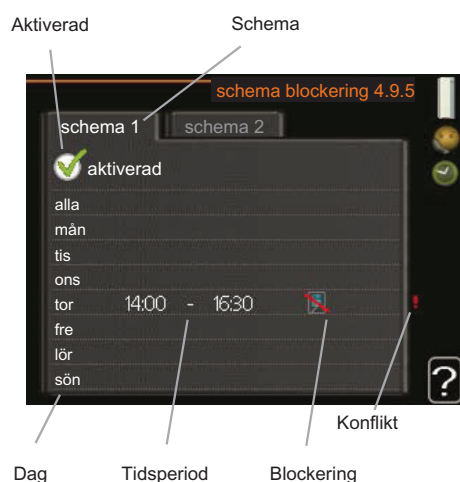 Aktiverad Schema
schema blockering 4.9.5
schema 1 schema 2
aktiverad
alla
mån
tis
ons
tor 14:00 - 16:30 !
fre
lör
sön
?
Konflikt
Dag Tidsperiod Blockering